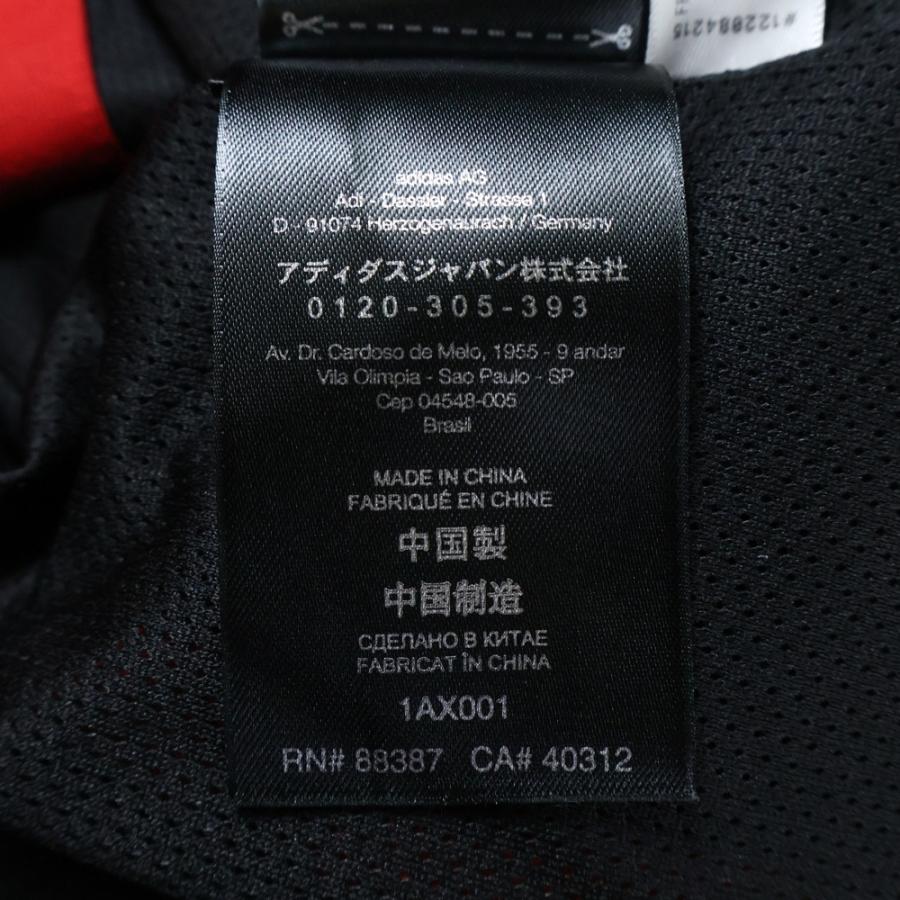 #122084215
adidas AG
Adi - Dassler - Strasse 1
D - 91074 Herzogenaurach / Germany
アディダスジャパン株式会社
0120-305-393
Av. Dr. Cardoso de Melo, 1955 - 9 andar
Vila Olimpia - Sao Paulo - SP
Cep 04548-005
Brasil
MADE IN CHINA
FABRIQUÉ EN CHINE
中国製
中国制造
СДЕЛАНО В КИТАЕ
FABRICAT ÎN CHINA
1AX001
RN# 88387 CA# 40312